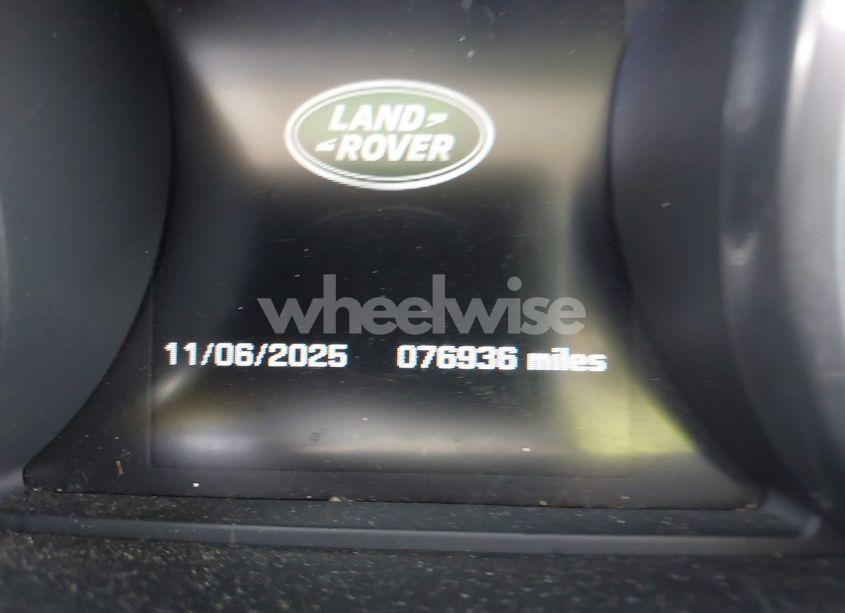 LAND
ROVER
wheelwise
11/06/2025 076936 miles